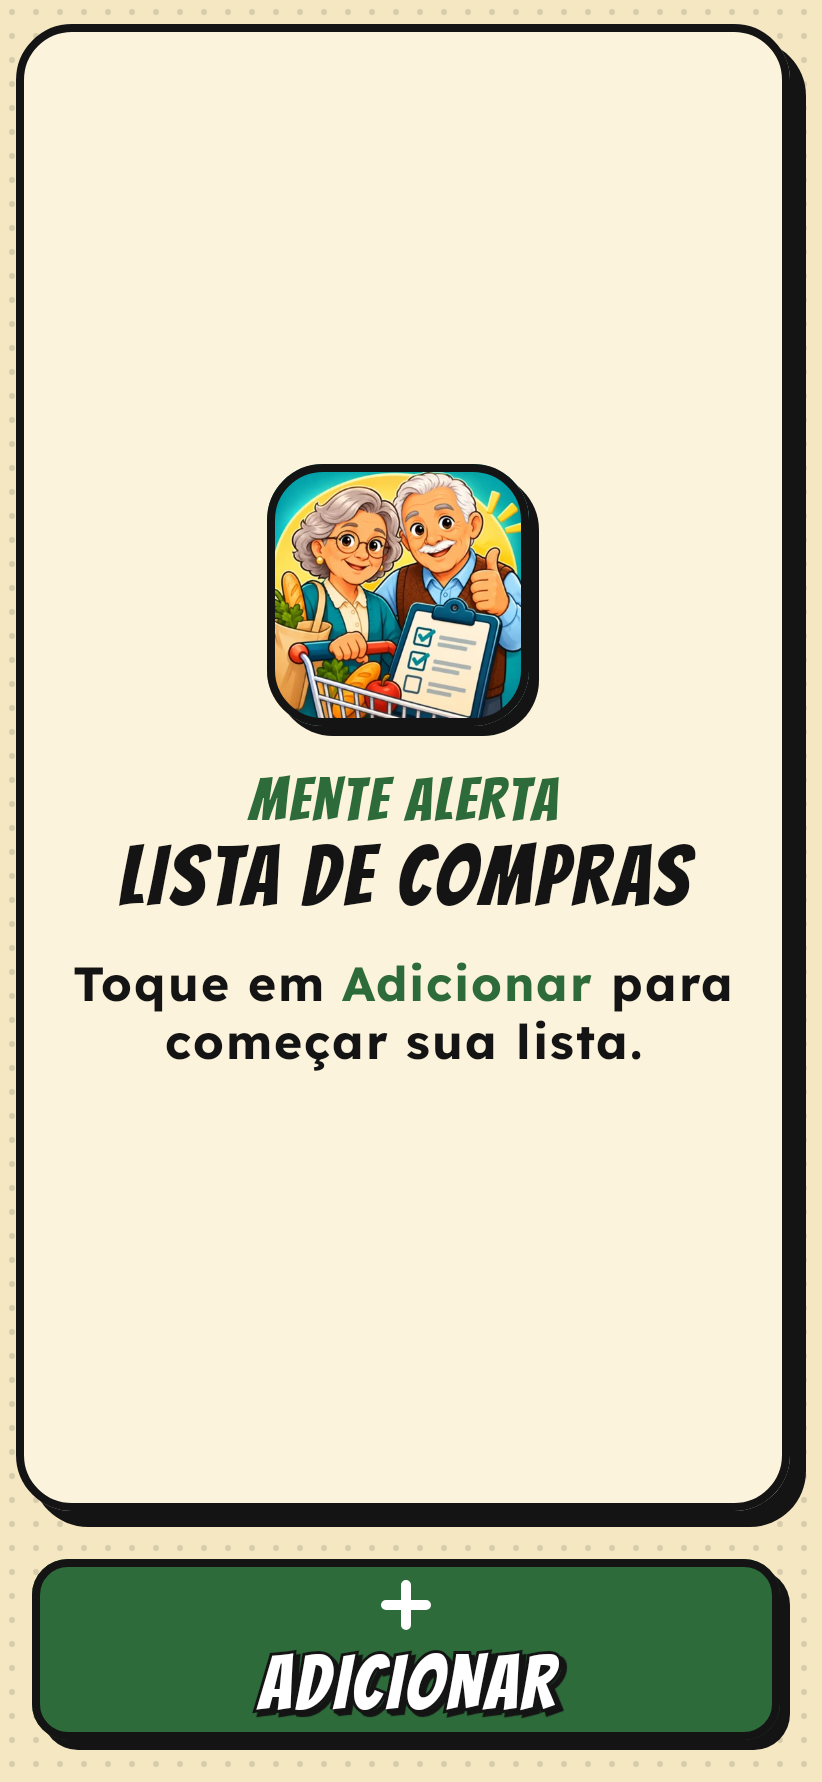 MENTE ALERTA
LISTA DE COMPRAS
Toque em Adicionar para
começar sua lista.
ADICIONAR